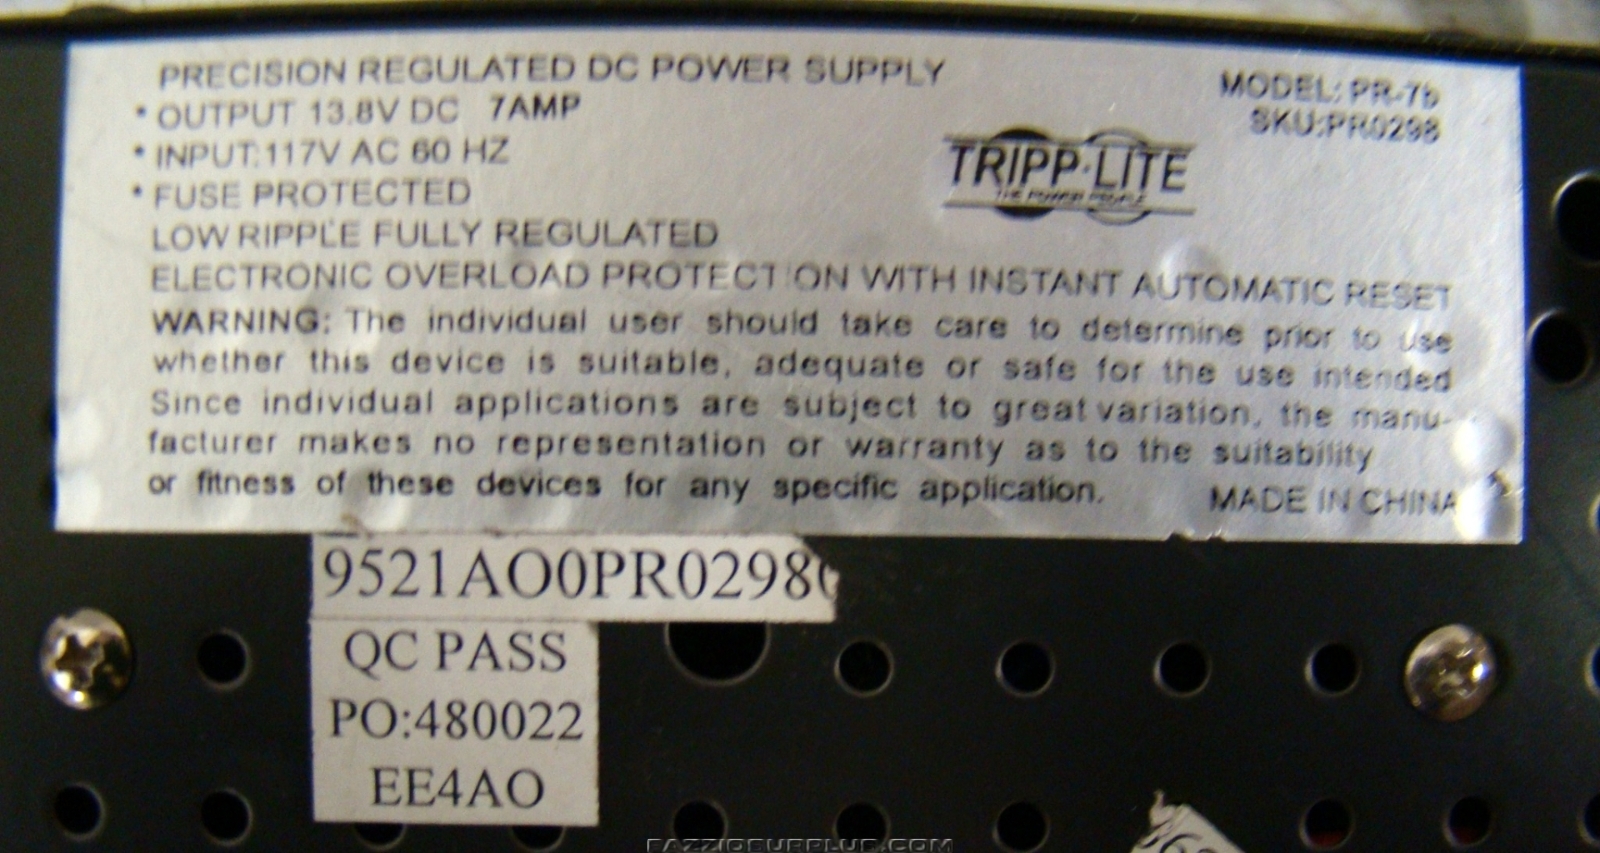 PRECISION REGULATED DC POWER SUPPLY
MODEL: PR-7b
• OUTPUT 13.8V DC 7AMP
SKU:PR0298
• INPUT:117V AC 60 HZ
TRIPP·LITE
THE POWER PEOPLE
• FUSE PROTECTED
LOW RIPPLE FULLY REGULATED
ELECTRONIC OVERLOAD PROTECTION WITH INSTANT AUTOMATIC RESET
WARNING: The individual user should take care to determine prior to use
whether this device is suitable, adequate or safe for the use intended
Since individual applications are subject to great variation, the manu-
facturer makes no representation or warranty as to the suitability
or fitness of these devices for any specific application.
MADE IN CHINA
9521AO0PR0298
QC PASS
PO:480022
EE4AO
FAZZIOSURPLUS.COM